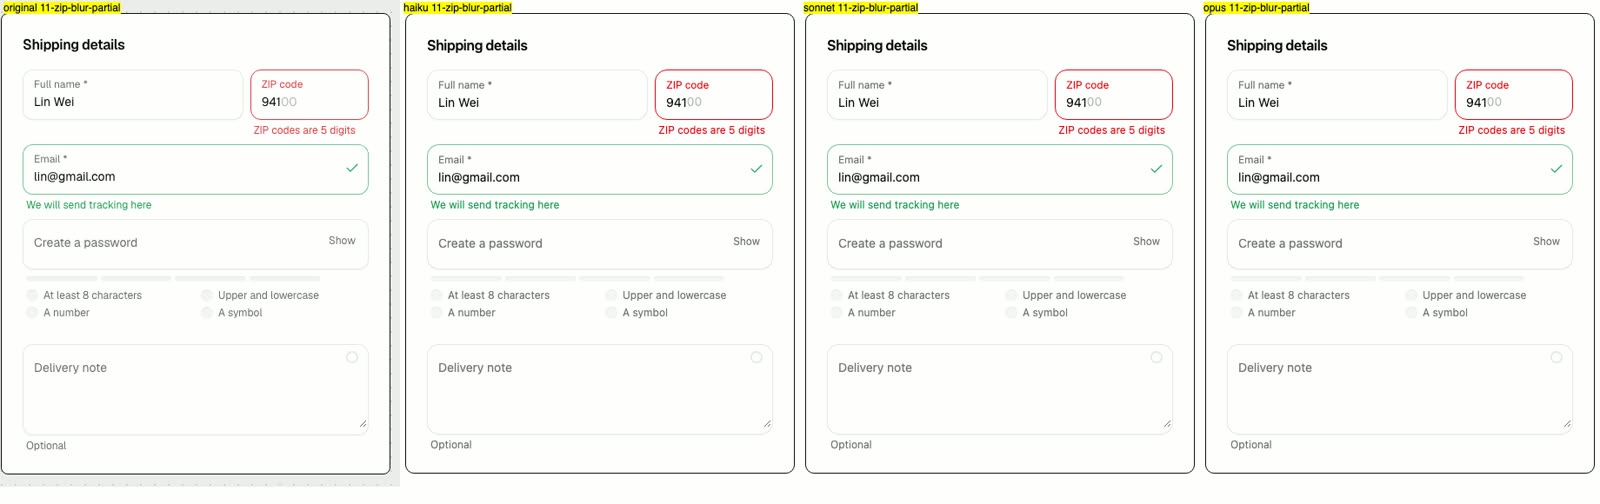 original 11-zip-blur-partial
Shipping details
Full name *
Lin Wei
ZIP code
94100
ZIP codes are 5 digits
Email *
lin@gmail.com
We will send tracking here
Create a password
Show
At least 8 characters
Upper and lowercase
A number
A symbol
Delivery note
Optional
haiku 11-zip-blur-partial
Shipping details
Full name *
Lin Wei
ZIP code
94100
ZIP codes are 5 digits
Email *
lin@gmail.com
We will send tracking here
Create a password
Show
At least 8 characters
Upper and lowercase
A number
A symbol
Delivery note
Optional
sonnet 11-zip-blur-partial
Shipping details
Full name *
Lin Wei
ZIP code
94100
ZIP codes are 5 digits
Email *
lin@gmail.com
We will send tracking here
Create a password
Show
At least 8 characters
Upper and lowercase
A number
A symbol
Delivery note
Optional
opus 11-zip-blur-partial
Shipping details
Full name *
Lin Wei
ZIP code
94100
ZIP codes are 5 digits
Email *
lin@gmail.com
We will send tracking here
Create a password
Show
At least 8 characters
Upper and lowercase
A number
A symbol
Delivery note
Optional